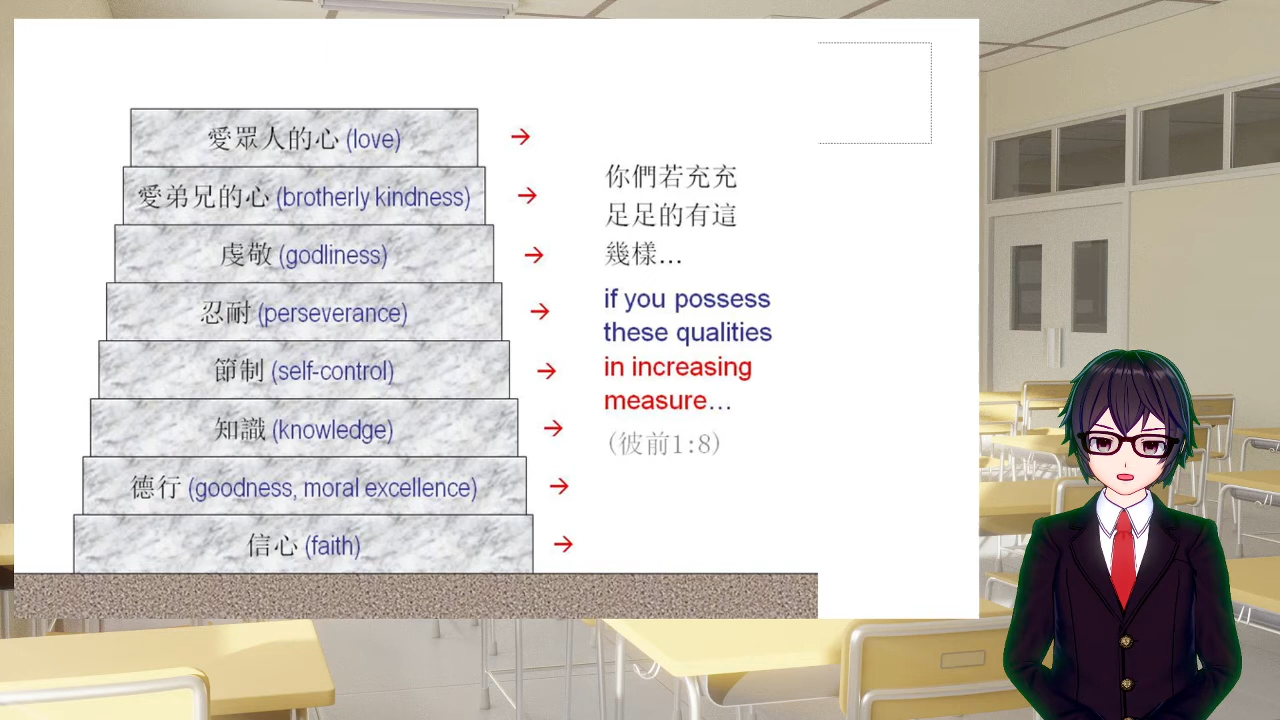 愛眾人的心 (love)
愛弟兄的心 (brotherly kindness)
虔敬 (godliness)
忍耐 (perseverance)
節制 (self-control)
知識 (knowledge)
德行 (goodness, moral excellence)
信心 (faith)
你們若充充
足足的有這
幾樣…
if you possess
these qualities
in increasing
measure…
(彼前1:8)